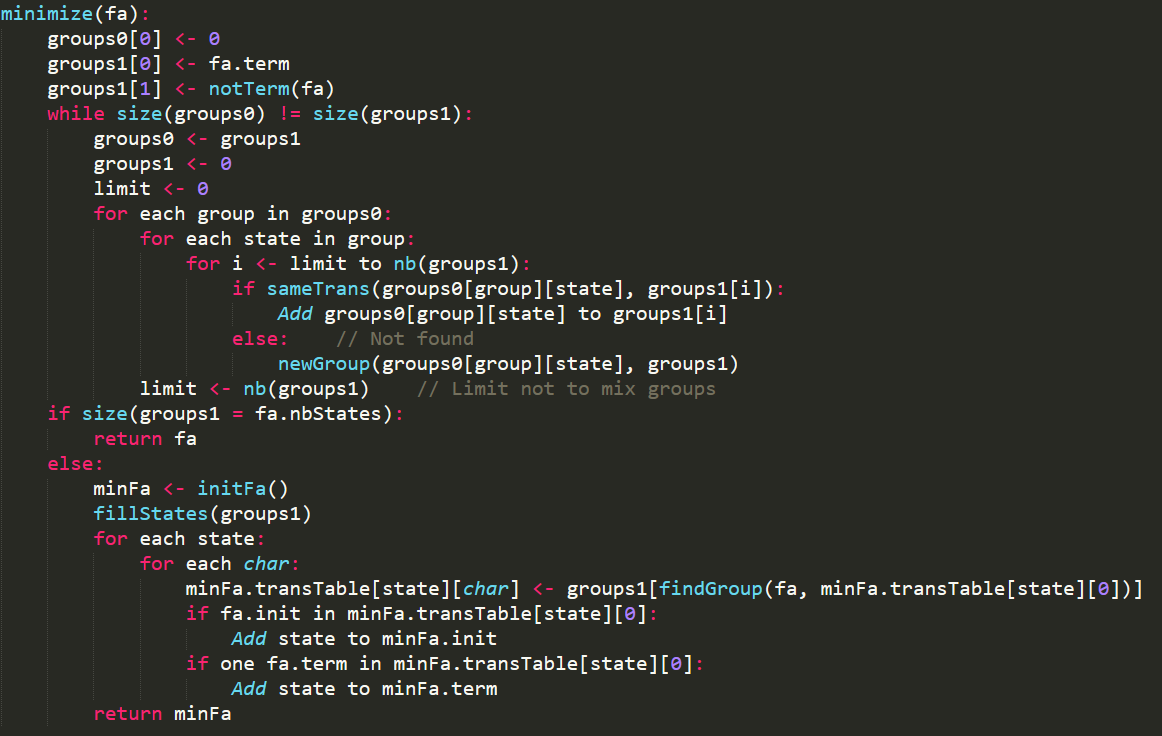 minimize(fa):
    groups0[0] <- 0
    groups1[0] <- fa.term
    groups1[1] <- notTerm(fa)
    while size(groups0) != size(groups1):
        groups0 <- groups1
        groups1 <- 0
        limit <- 0
        for each group in groups0:
            for each state in group:
                for i <- limit to nb(groups1):
                    if sameTrans(groups0[group][state], groups1[i]):
                        Add groups0[group][state] to groups1[i]
                    else:    // Not found
                        newGroup(groups0[group][state], groups1)
            limit <- nb(groups1)    // Limit not to mix groups
    if size(groups1 = fa.nbStates):
        return fa
    else:
        minFa <- initFa()
        fillStates(groups1)
        for each state:
            for each char:
                minFa.transTable[state][char] <- groups1[findGroup(fa, minFa.transTable[state][0])]
                if fa.init in minFa.transTable[state][0]:
                    Add state to minFa.init
                if one fa.term in minFa.transTable[state][0]:
                    Add state to minFa.term
        return minFa